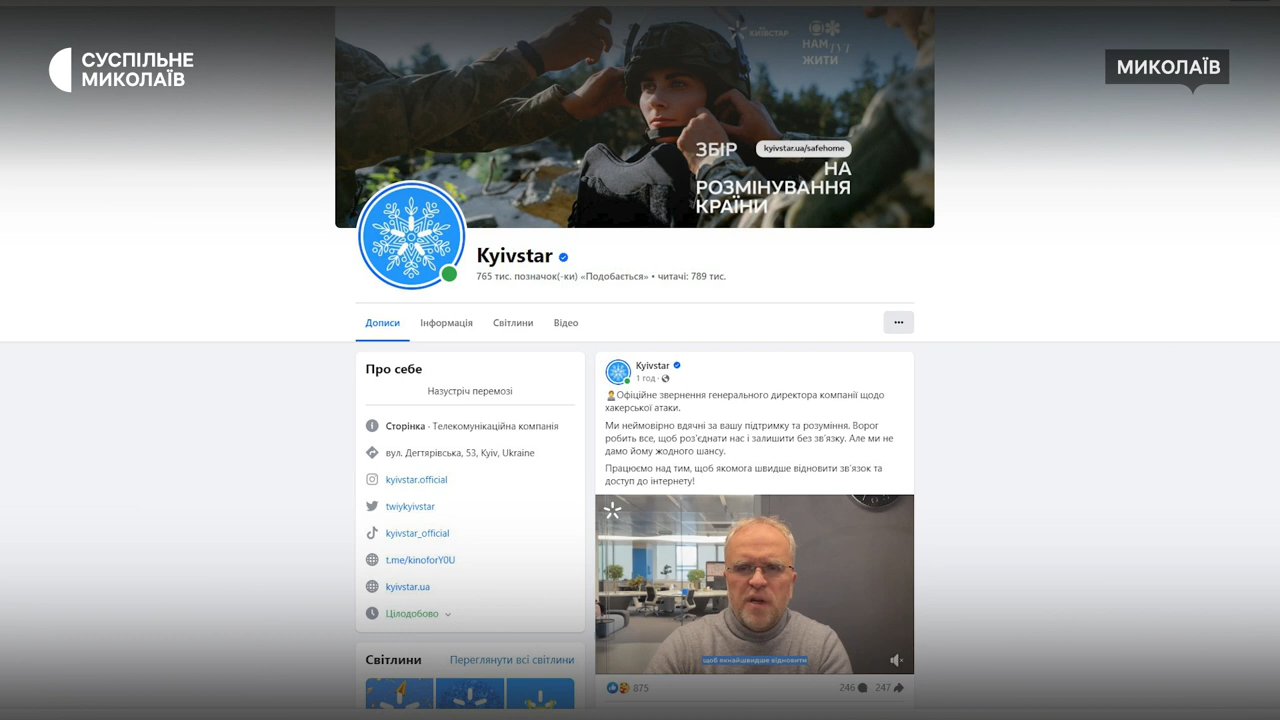 СУСПІЛЬНЕ
МИКОЛАЇВ
МИКОЛАЇВ
КИЇВСТАР
НАМ
ТУТ
ЖИТИ
ЗБІР
kyivstar.ua/safehome
НА
РОЗМІНУВАННЯ
КРАЇНИ
Kyivstar
765 тис. позначок(-ки) «Подобається» • читачі: 789 тис.
Дописи
Інформація
Світлини
Відео
Про себе
Назустріч перемозі
Сторінка · Телекомунікаційна компанія
вул. Дегтярівська, 53, Kyiv, Ukraine
kyivstar.official
twiykyivstar
kyivstar_official
t.me/kinoforY0U
kyivstar.ua
Цілодобово
Світлини
Переглянути всі світлини
Kyivstar
1 год ·
Офіційне звернення генерального директора компанії щодо
хакерської атаки.
Ми неймовірно вдячні за вашу підтримку та розуміння. Ворог
робить все, щоб роз'єднати нас і залишити без зв'язку. Але ми не
дамо йому жодного шансу.
Працюємо над тим, щоб якомога швидше відновити зв'язок та
доступ до інтернету!
щоб якнайшвидше відновити
875
246
247